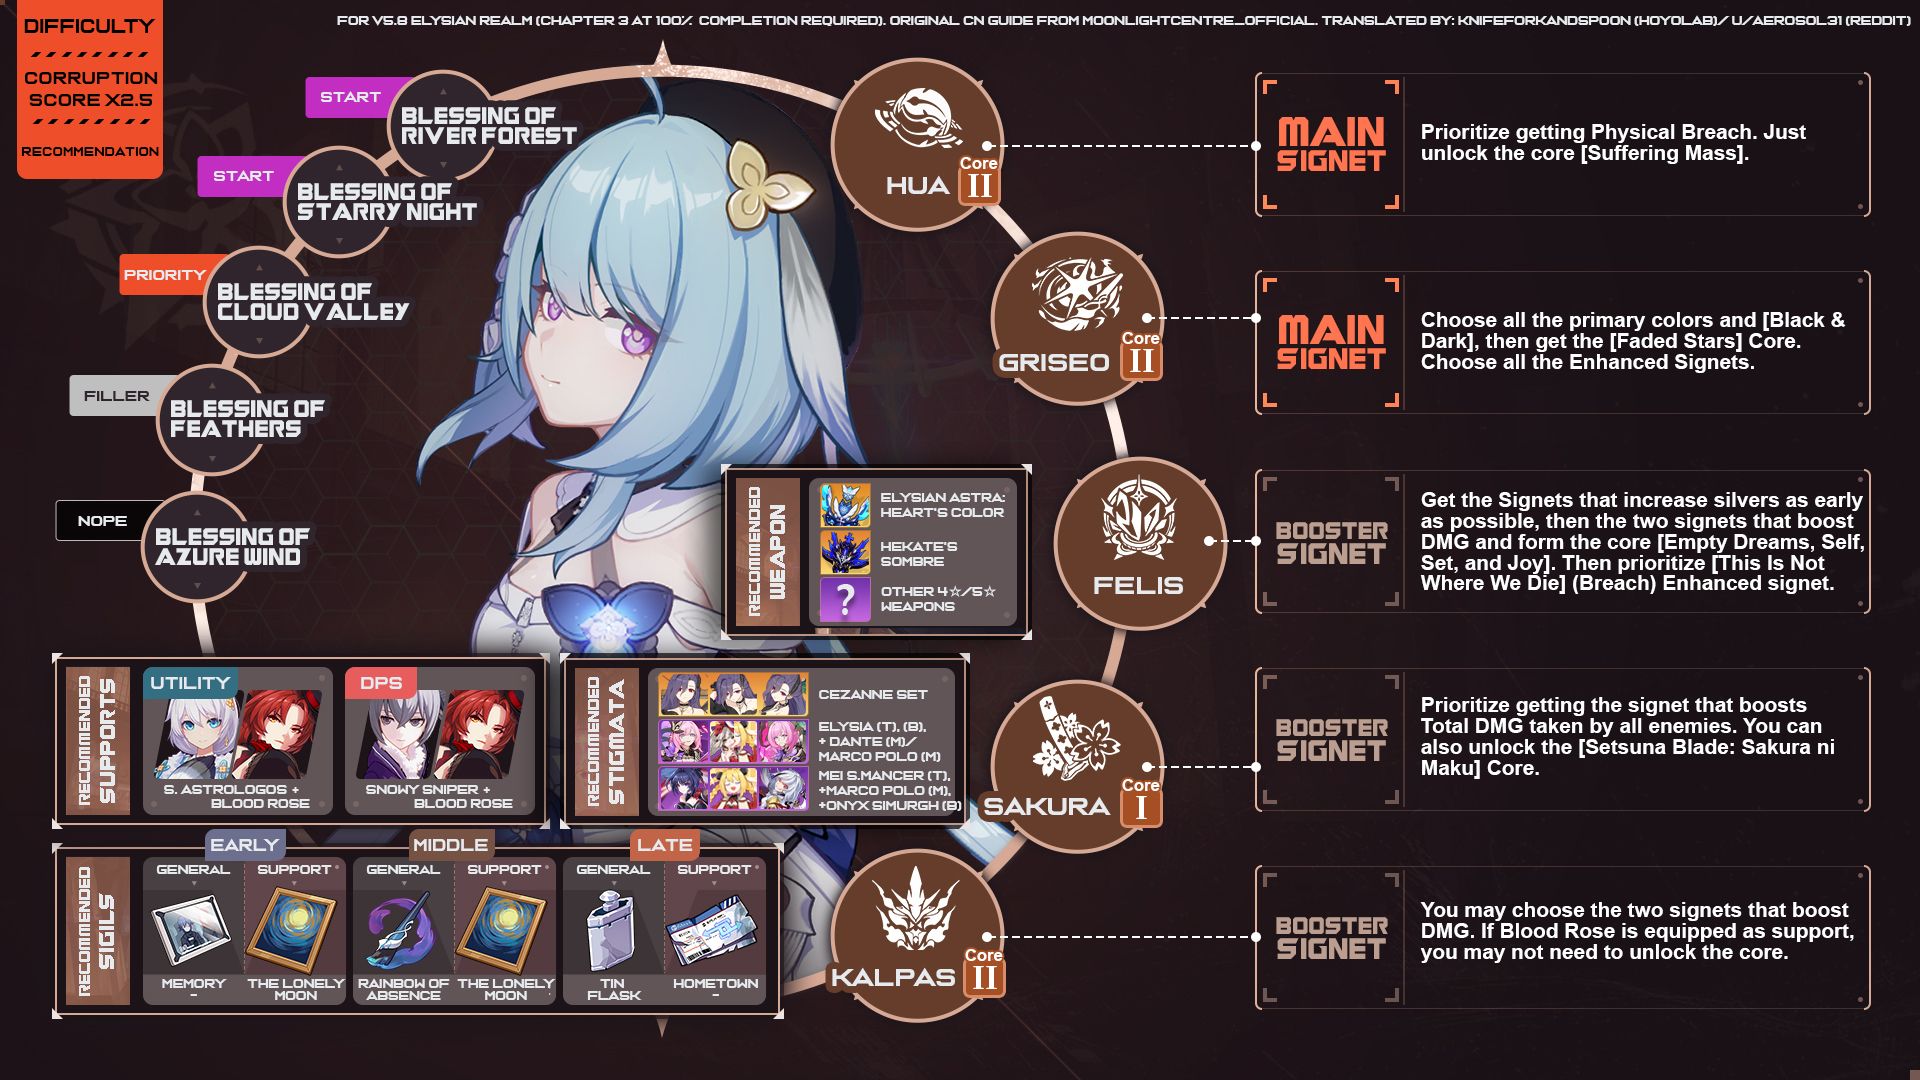 DIFFICULTY
CORRUPTION
SCORE X2.5
RECOMMENDATION
FOR V5.8 ELYSIAN REALM (CHAPTER 3 AT 100% COMPLETION REQUIRED). ORIGINAL CN GUIDE FROM MOONLIGHTCENTRE_OFFICIAL. TRANSLATED BY: KNIFEFORKANDSPOON (HOYOLAB)/ U/AEROSOL31 (REDDIT)
START
BLESSING OF
RIVER FOREST
START
BLESSING OF
STARRY NIGHT
PRIORITY
BLESSING OF
CLOUD VALLEY
FILLER
BLESSING OF
FEATHERS
NOPE
BLESSING OF
AZURE WIND
HUA
Core
II
MAIN
SIGNET
Prioritize getting Physical Breach. Just
unlock the core [Suffering Mass].
GRISEO
Core
II
MAIN
SIGNET
Choose all the primary colors and [Black &
Dark], then get the [Faded Stars] Core.
Choose all the Enhanced Signets.
FELIS
BOOSTER
SIGNET
Get the Signets that increase silvers as early
as possible, then the two signets that boost
DMG and form the core [Empty Dreams, Self,
Set, and Joy]. Then prioritize [This Is Not
Where We Die] (Breach) Enhanced signet.
SAKURA
Core
I
BOOSTER
SIGNET
Prioritize getting the signet that boosts
Total DMG taken by all enemies. You can
also unlock the [Setsuna Blade: Sakura ni
Maku] Core.
KALPAS
Core
II
BOOSTER
SIGNET
You may choose the two signets that boost
DMG. If Blood Rose is equipped as support,
you may not need to unlock the core.
RECOMMENDED
WEAPON
ELYSIAN ASTRA:
HEART'S COLOR
HEKATE'S
SOMBRE
?
OTHER 4☆/5☆
WEAPONS
RECOMMENDED
SUPPORTS
UTILITY
S. ASTROLOGOS +
BLOOD ROSE
DPS
SNOWY SNIPER +
BLOOD ROSE
RECOMMENDED
STIGMATA
CEZANNE SET
ELYSIA (T), (B),
+ DANTE (M)/
MARCO POLO (M)
MEI S.MANCER (T),
+MARCO POLO (M),
+ONYX SIMURGH (B)
RECOMMENDED
SIGILS
EARLY
GENERAL
MEMORY
-
SUPPORT
THE LONELY
MOON
MIDDLE
GENERAL
RAINBOW OF
ABSENCE
SUPPORT
THE LONELY
MOON
LATE
GENERAL
TIN
FLASK
SUPPORT
HOMETOWN
-